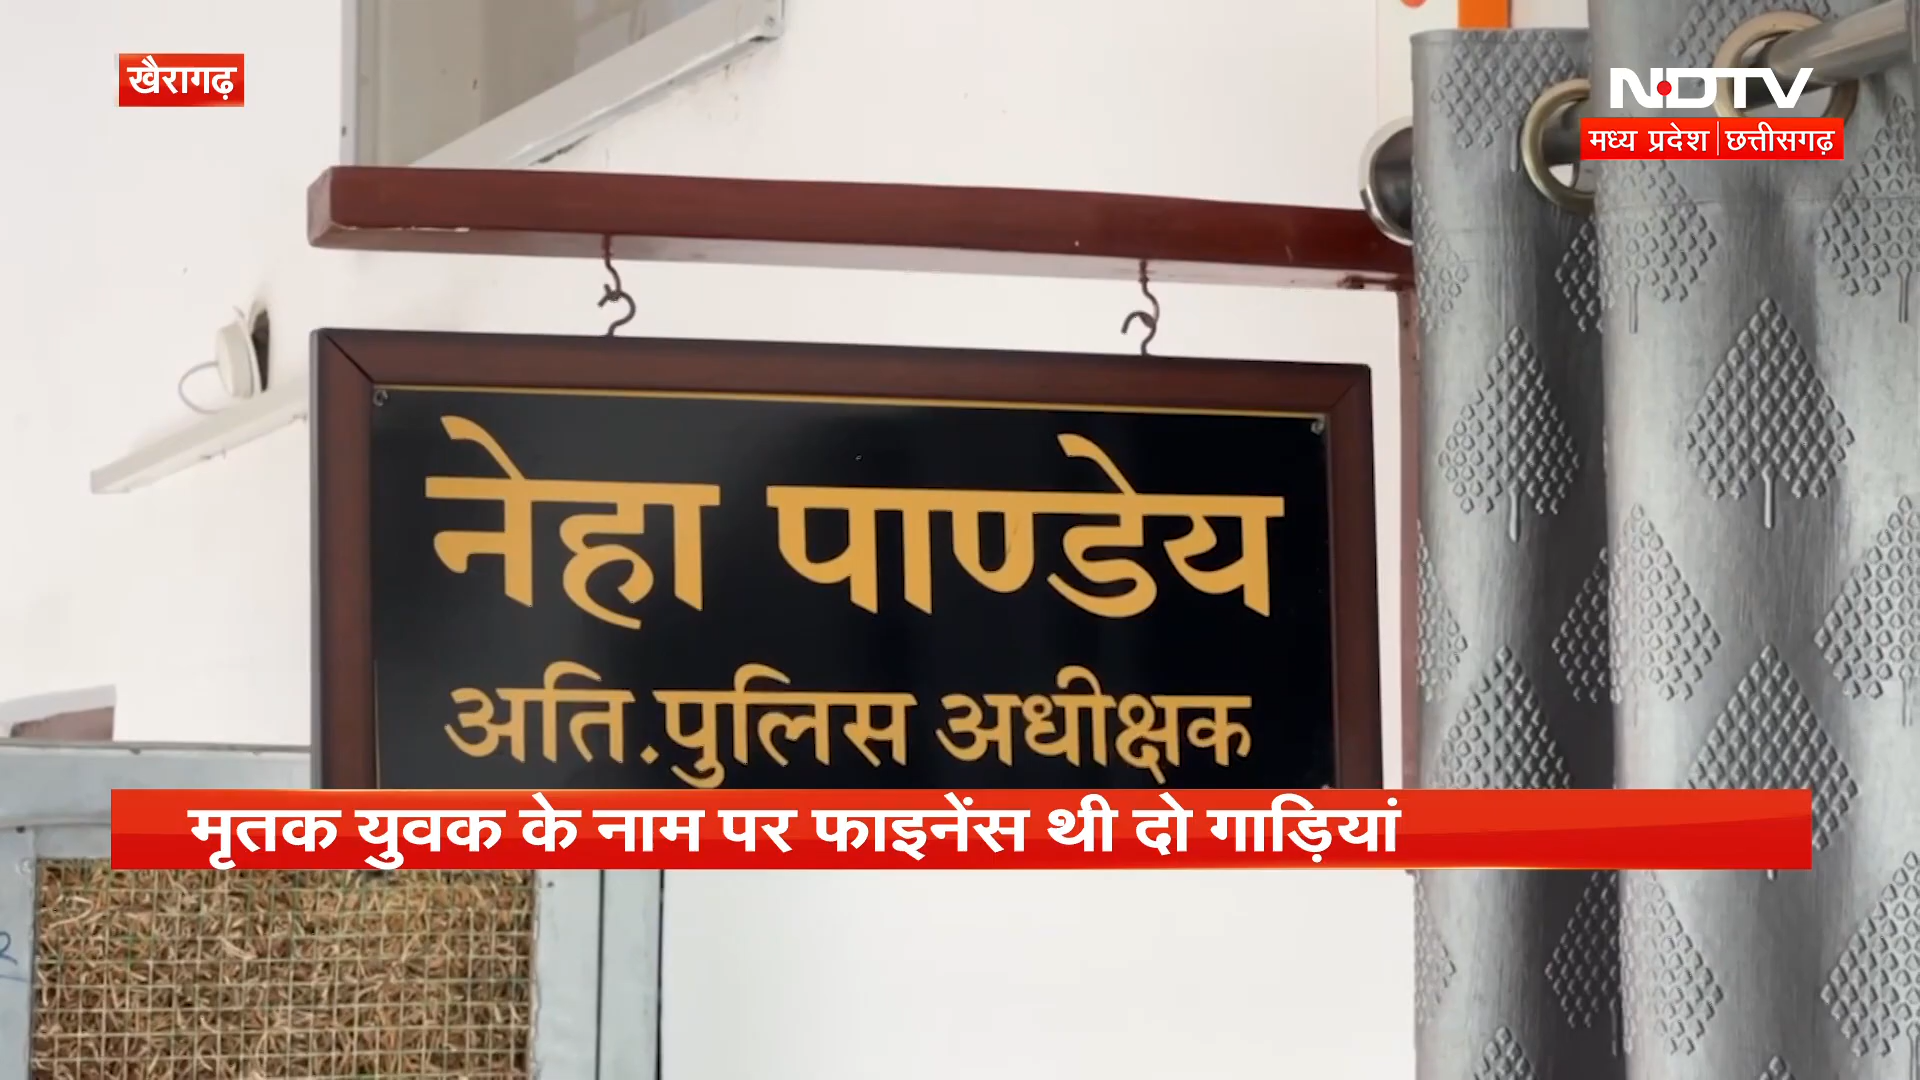 खैरागढ़
NDTV
मध्य प्रदेश|छत्तीसगढ़
नेहा पाण्डेय
अति.पुलिस अधीक्षक
मृतक युवक के नाम पर फाइनेंस थी दो गाड़ियां